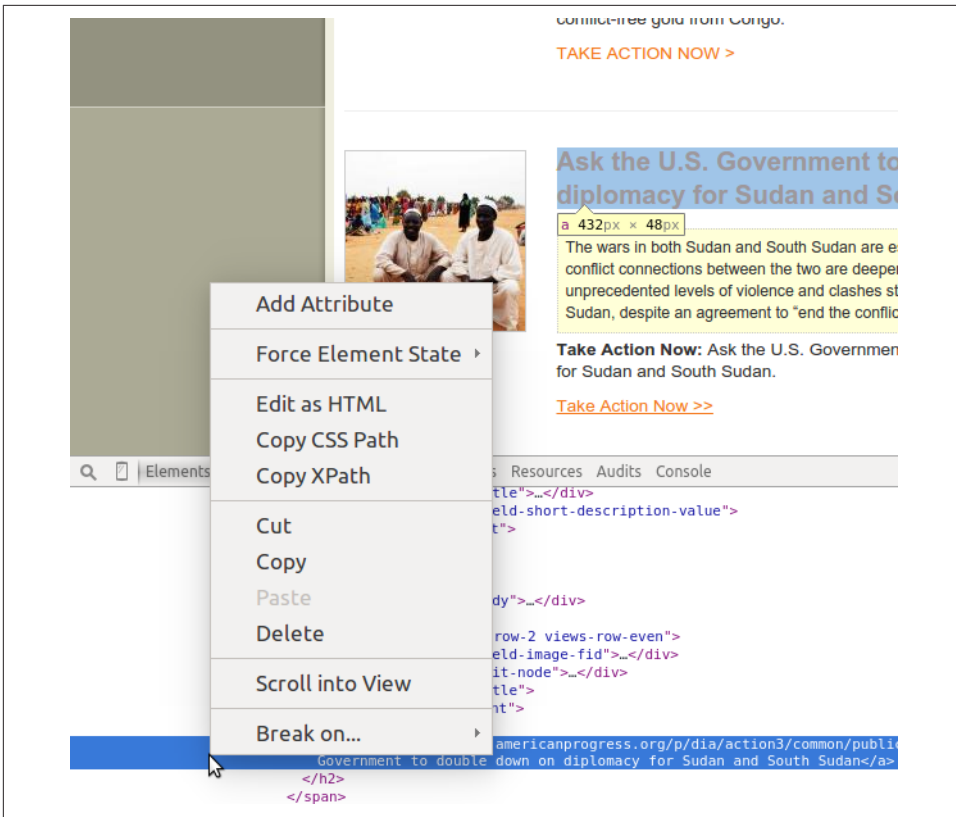 conflict-free gold from Congo.
TAKE ACTION NOW >
Ask the U.S. Government to
diplomacy for Sudan and S
a 432px × 48px
The wars in both Sudan and South Sudan are e
conflict connections between the two are deeper
unprecedented levels of violence and clashes st
Sudan, despite an agreement to “end the conflic
Take Action Now: Ask the U.S. Governmen
for Sudan and South Sudan.
Take Action Now >>
Add Attribute
Force Element State
Edit as HTML
Copy CSS Path
Copy XPath
Cut
Copy
Paste
Delete
Scroll into View
Break on...
Elements s Resources Audits Console
tle">…</div>
eld-short-description-value">
t">
dy">…</div>
row-2 views-row-even">
eld-image-fid">…</div>
it-node">…</div>
tle">
nt">
americanprogress.org/p/dia/action3/common/public
Government to double down on diplomacy for Sudan and South Sudan</a>
</h2>
</span>